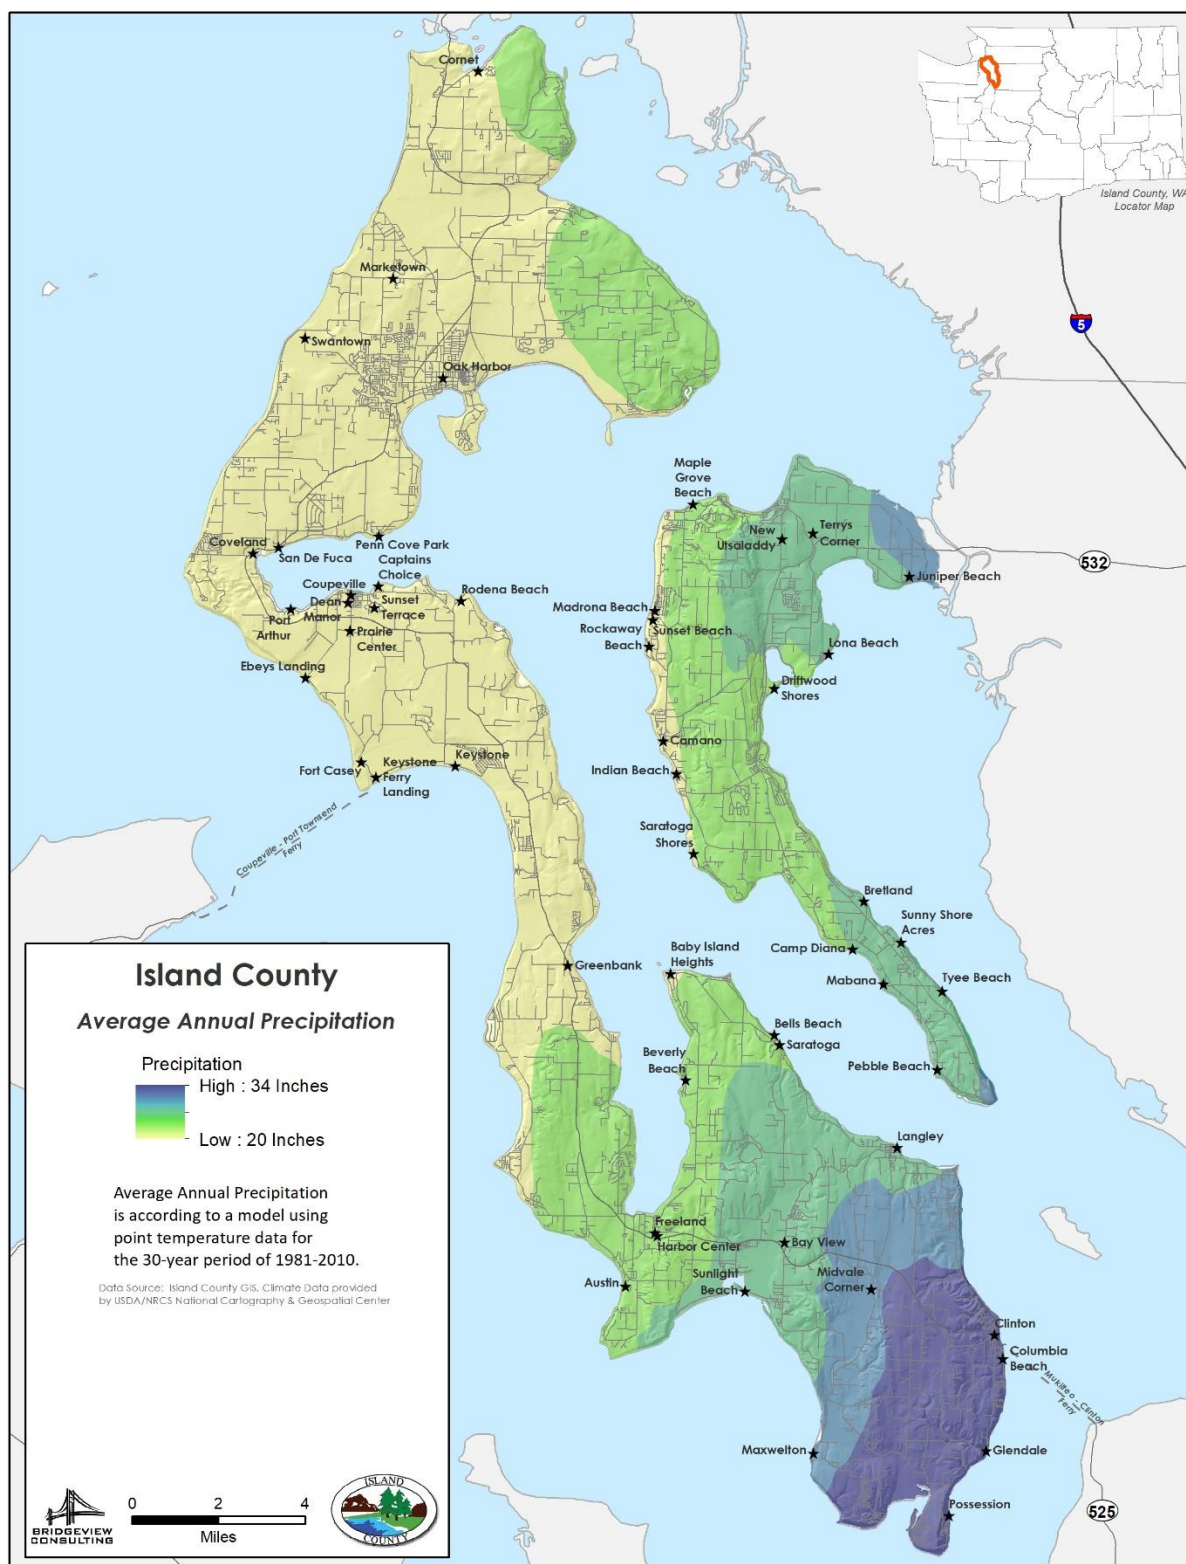 Cornet
Island County, WA
Locator Map
Marketown
5
Swantown
Oak Harbor
Maple
Grove
Beach
New
Utsaladdy
Terrys
Corner
Coveland
San De Fuca
Penn Cove Park
Captains
Choice
532
Juniper Beach
Coupeville
Dean
Manor
Sunset
Terrace
Rodena Beach
Port
Arthur
Prairie
Center
Madrona Beach
Sunset Beach
Rockaway
Beach
Lona Beach
Ebeys Landing
Driftwood
Shores
Camano
Fort Casey
Keystone
Ferry
Landing
Keystone
Indian Beach
Coupeville - Port Townsend
Ferry
Saratoga
Shores
Bretland
Sunny Shore
Acres
Camp Diana
Greenbank
Baby Island
Heights
Mabana
Tyee Beach
Bells Beach
Saratoga
Beverly
Beach
Pebble Beach
Langley
Freeland
Harbor Center
Bay View
Austin
Sunlight
Beach
Midvale
Corner
Clinton
Columbia
Beach
Mukilteo - Clinton
Ferry
Maxwelton
Glendale
Possession
525
Island County
Average Annual Precipitation
Precipitation
High : 34 Inches
Low : 20 Inches
Average Annual Precipitation
is according to a model using
point temperature data for
the 30-year period of 1981-2010.
Data Source: Island County GIS. Climate Data provided
by USDA/NRCS National Cartography & Geospatial Center
BRIDGEVIEW
CONSULTING
0 2 4
Miles
ISLAND
COUNTY